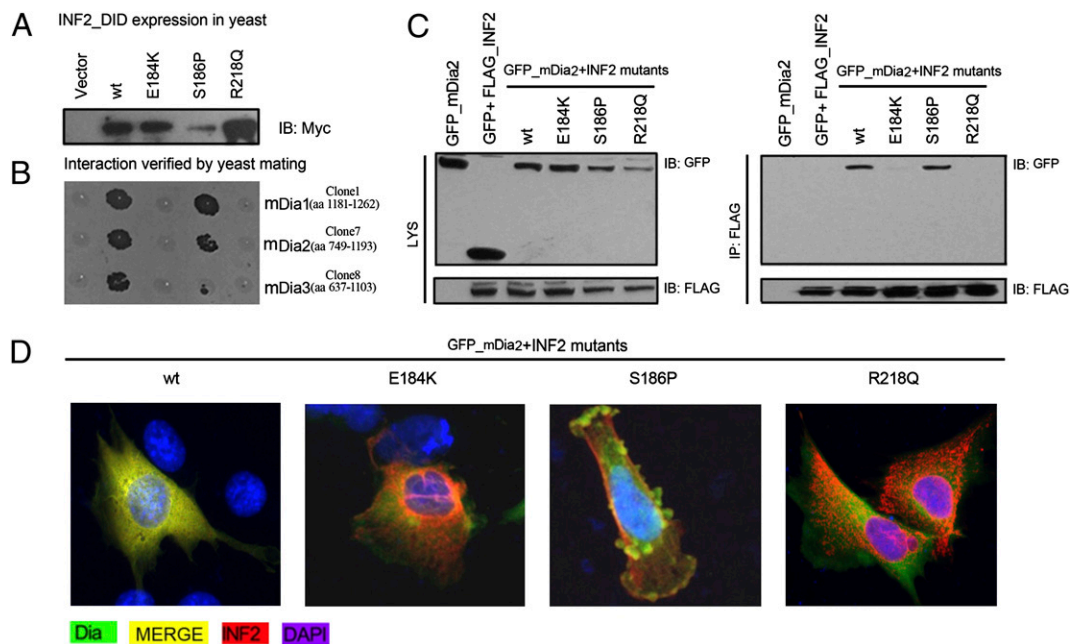 A
INF2_DID expression in yeast
Vector
wt
E184K
S186P
R218Q
IB: Myc
B
Interaction verified by yeast mating
Clone1
mDia1(aa 1181-1262)
Clone7
mDia2(aa 749-1193)
Clone8
mDia3(aa 637-1103)
C
GFP_mDia2
GFP+ FLAG_INF2
GFP_mDia2+INF2 mutants
wt
E184K
S186P
R218Q
IB: GFP
LYS
IB: FLAG
GFP_mDia2
GFP+ FLAG_INF2
GFP_mDia2+INF2 mutants
wt
E184K
S186P
R218Q
IB: GFP
IP: FLAG
IB: FLAG
D
GFP_mDia2+INF2 mutants
wt
E184K
S186P
R218Q
Dia
MERGE
INF2
DAPI